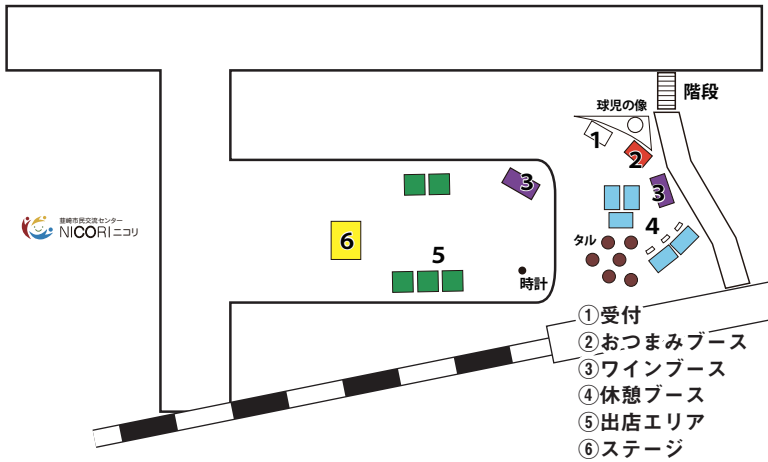 階段
球児の像
1
2
3
3
韮崎市民交流センター
NICORI ニコリ
4
6
5
タル
時計
①受付
②おつまみブース
③ワインブース
④休憩ブース
⑤出店エリア
⑥ステージ